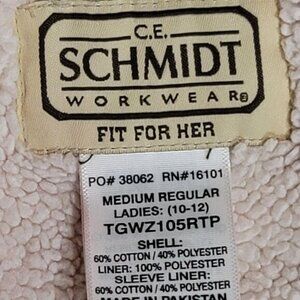 C.E.
SCHMIDT
WORKWEAR®
FIT FOR HER
PO# 38062 RN#16101
MEDIUM REGULAR
LADIES: (10-12)
TGWZ105RTP
SHELL:
60% COTTON / 40% POLYESTER
LINER: 100% POLYESTER
SLEEVE LINER:
60% COTTON / 40% POLYESTER
MADE IN PAKISTAN